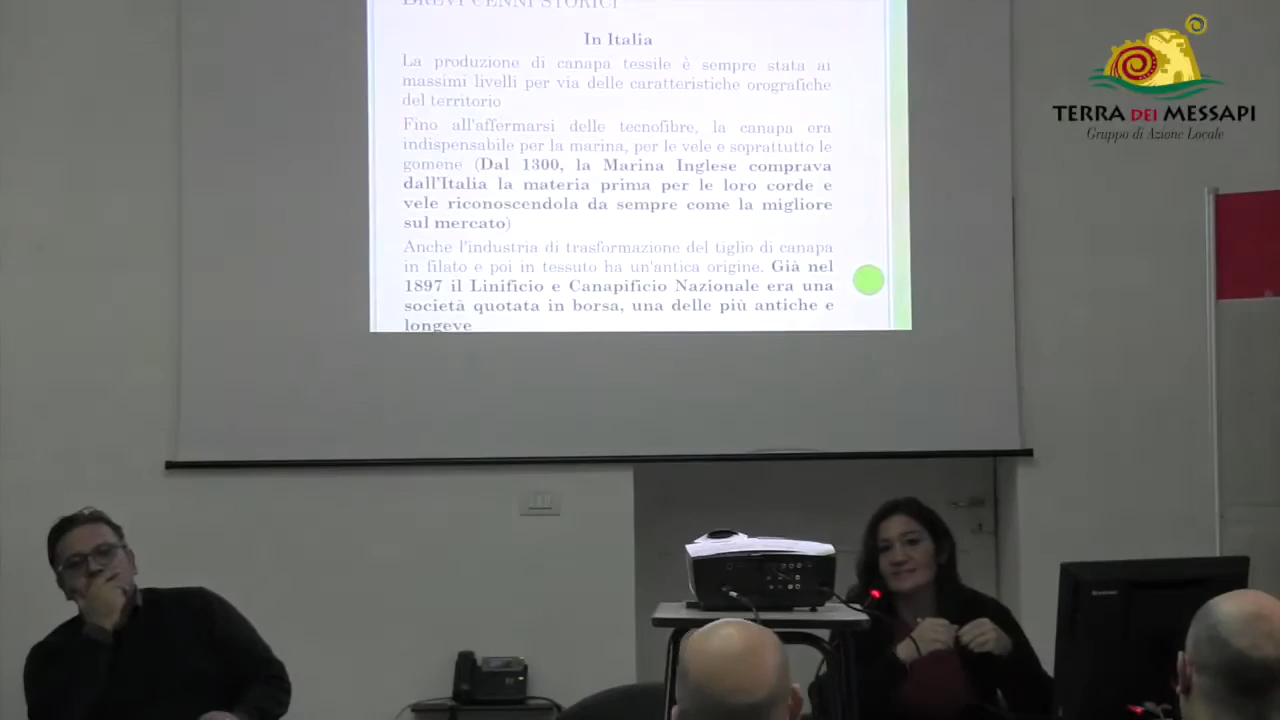 BREVI CENNI STORICI
In Italia
La produzione di canapa tessile è sempre stata ai
massimi livelli per via delle caratteristiche orografiche
del territorio
Fino all'affermarsi delle tecnofibre, la canapa era
indispensabile per la marina, per le vele e soprattutto le
gomene (Dal 1300, la Marina Inglese comprava
dall'Italia la materia prima per le loro corde e
vele riconoscendola da sempre come la migliore
sul mercato)
Anche l'industria di trasformazione del tiglio di canapa
in filato e poi in tessuto ha un'antica origine. Già nel
1897 il Linificio e Canapificio Nazionale era una
società quotata in borsa, una delle più antiche e
longeve
TERRA DEI MESSAPI
Gruppo di Azione Locale